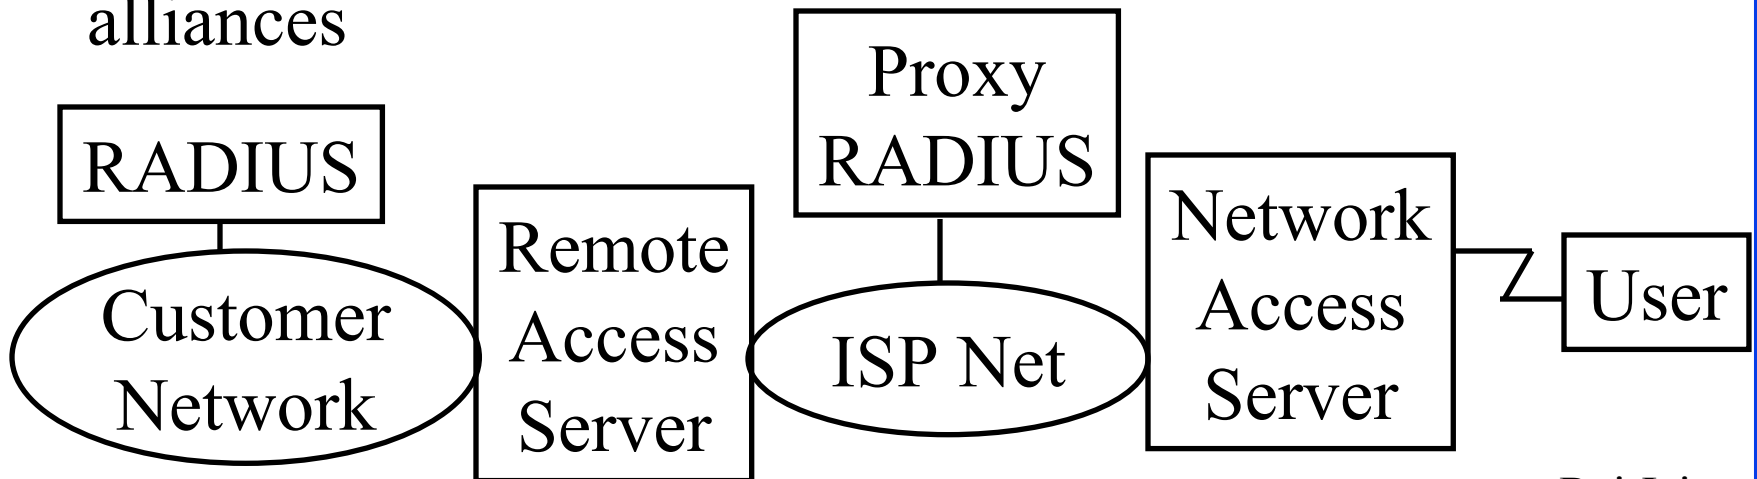 alliances
RADIUS
Customer
Network
Remote
Access
Server
Proxy
RADIUS
ISP Net
Network
Access
Server
User